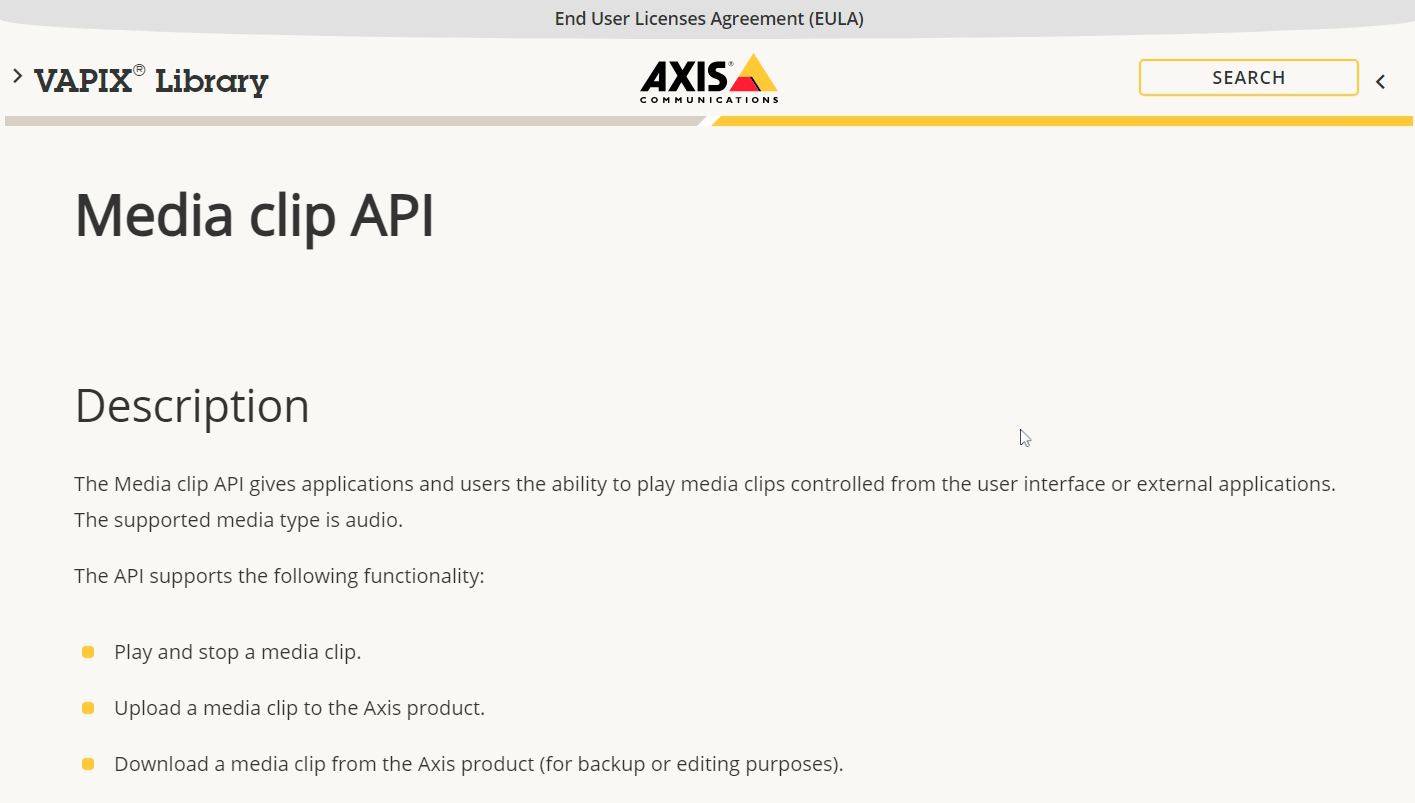 End User Licenses Agreement (EULA)
VAPIX® Library
AXIS®
COMMUNICATIONS
SEARCH
Media clip API
Description
The Media clip API gives applications and users the ability to play media clips controlled from the user interface or external applications.
The supported media type is audio.
The API supports the following functionality:
Play and stop a media clip.
Upload a media clip to the Axis product.
Download a media clip from the Axis product (for backup or editing purposes).